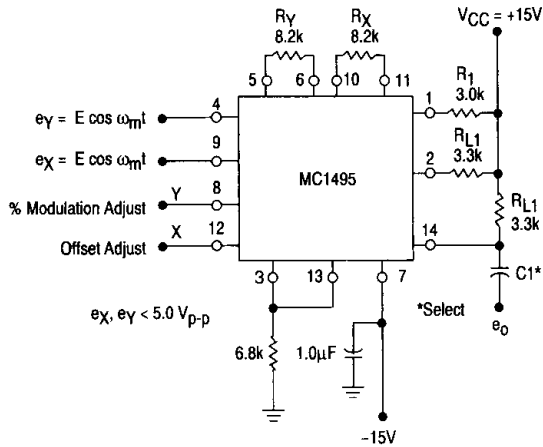 RY
8.2k
RX
8.2k
VCC = +15V
5
6
10
11
4
eY = E cos ωmt
1
R1
3.0k
9
eX = E cos ωmt
2
RL1
3.3k
MC1495
8
% Modulation Adjust
Y
RL1
3.3k
12
Offset Adjust
X
14
3
13
7
C1*
*Select
eX, eY < 5.0 Vp-p
eo
6.8k
1.0μF
–15V